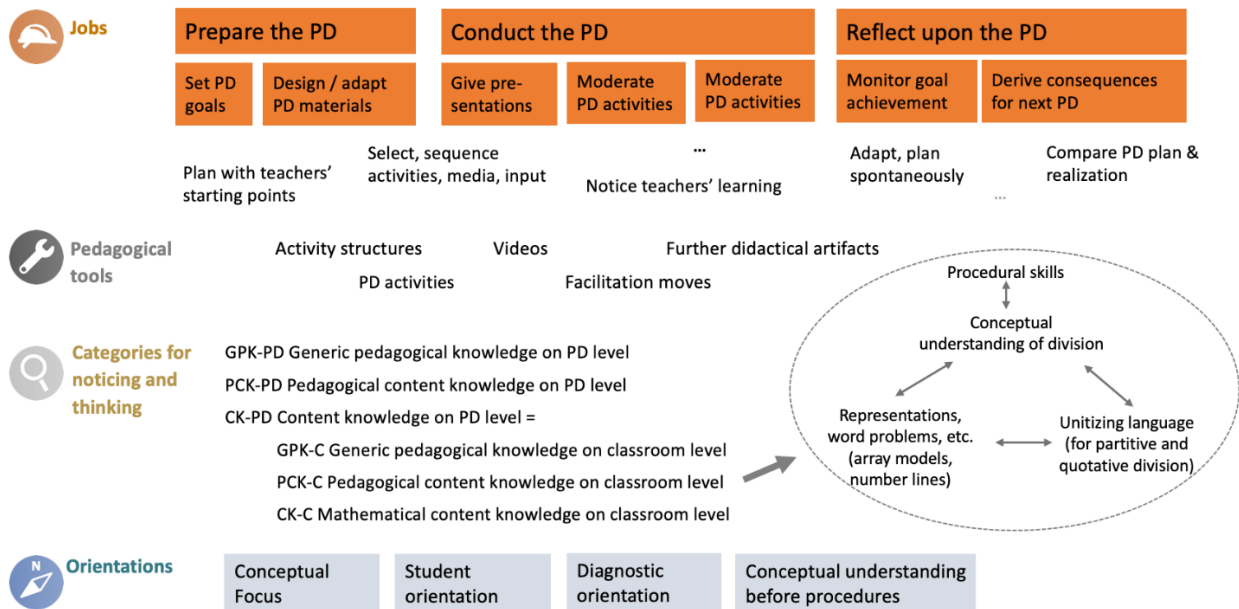 Jobs
Prepare the PD
Conduct the PD
Reflect upon the PD
Set PD
goals
Design / adapt
PD materials
Give pre-
sentations
Moderate
PD activities
Moderate
PD activities
Monitor goal
achievement
Derive consequences
for next PD
Plan with teachers’
starting points
Select, sequence
activities, media, input
...
Notice teachers’ learning
Adapt, plan
spontaneously
...
Compare PD plan &
realization
Pedagogical
tools
Activity structures
Videos
Further didactical artifacts
PD activities
Facilitation moves
Categories for
noticing and
thinking
GPK-PD Generic pedagogical knowledge on PD level
PCK-PD Pedagogical content knowledge on PD level
CK-PD Content knowledge on PD level =
GPK-C Generic pedagogical knowledge on classroom level
PCK-C Pedagogical content knowledge on classroom level
CK-C Mathematical content knowledge on classroom level
Procedural skills
Conceptual
understanding of division
Representations,
word problems, etc.
(array models,
number lines)
Unitizing language
(for partitive and
quotative division)
N
Orientations
Conceptual
Focus
Student
orientation
Diagnostic
orientation
Conceptual understanding
before procedures